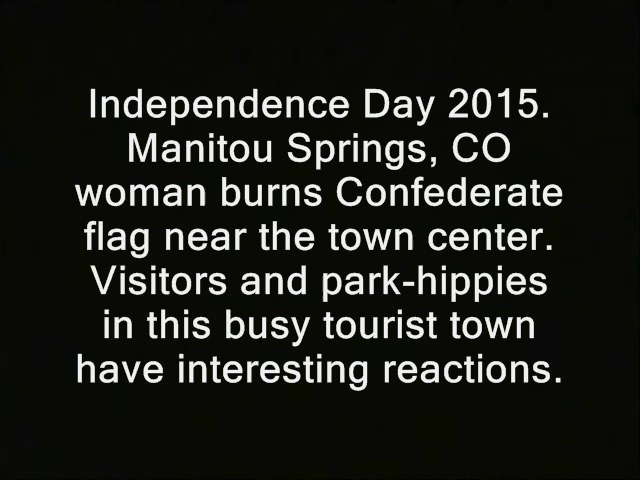 Independence Day 2015.
Manitou Springs, CO
woman burns Confederate
flag near the town center.
Visitors and park-hippies
in this busy tourist town
have interesting reactions.